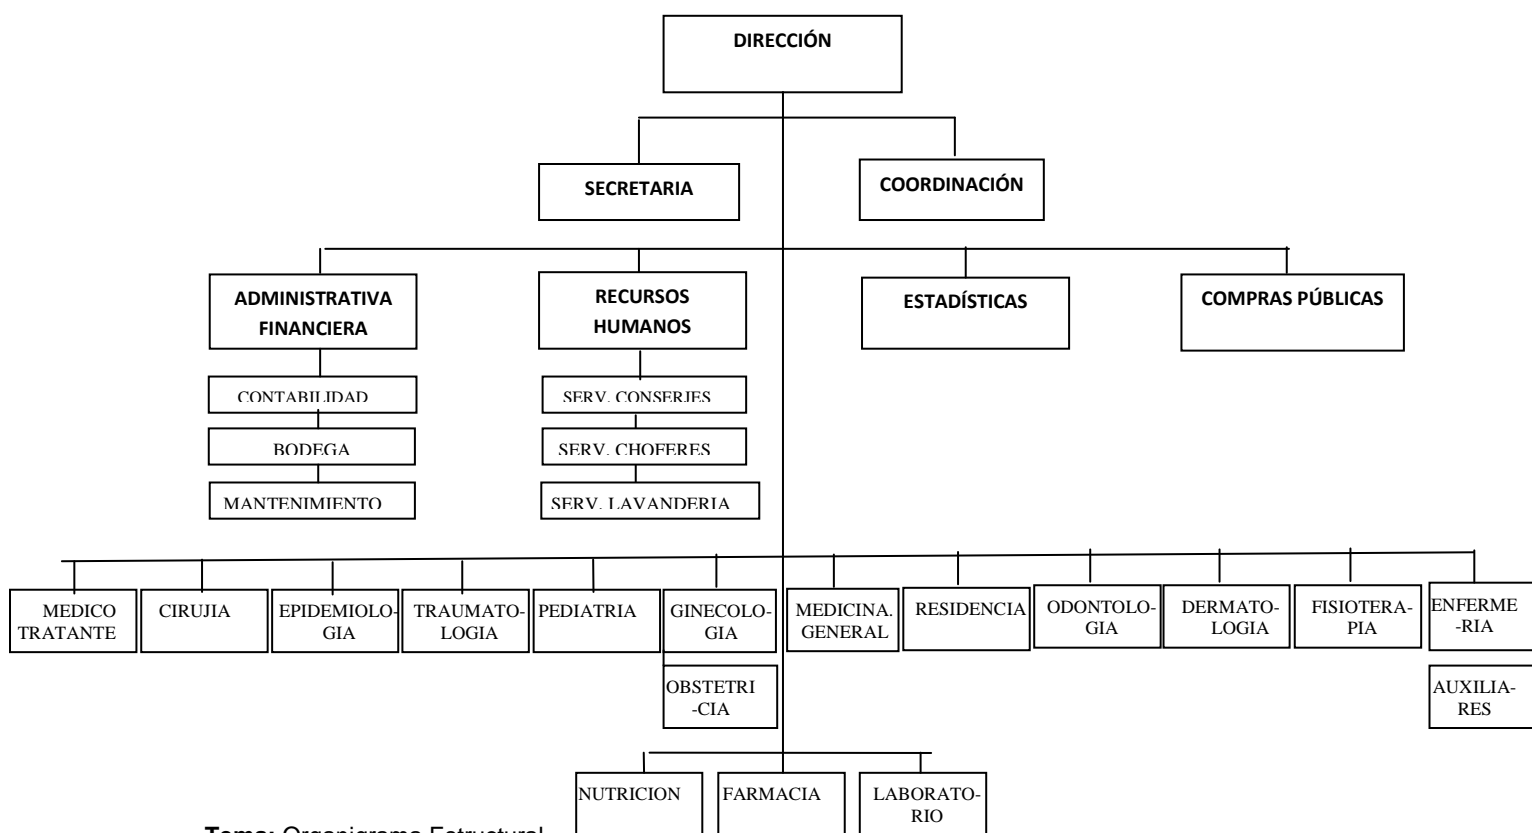 DIRECCIÓN
SECRETARIA
COORDINACIÓN
ADMINISTRATIVA
FINANCIERA
RECURSOS
HUMANOS
ESTADÍSTICAS
COMPRAS PÚBLICAS
CONTABILIDAD
SERV. CONSERJES
BODEGA
SERV. CHOFERES
MANTENIMIENTO
SERV. LAVANDERIA
MEDICO
TRATANTE
CIRUJIA
EPIDEMIOLO-
GIA
TRAUMATO-
LOGIA
PEDIATRIA
GINECOLO-
GIA
MEDICINA.
GENERAL
RESIDENCIA
ODONTOLO-
GIA
DERMATO-
LOGIA
FISIOTERA-
PIA
ENFERME
-RIA
OBSTETRI
-CIA
AUXILIA-
RES
NUTRICION
FARMACIA
LABORATO-
RIO
Tema: Organigrama Estructural